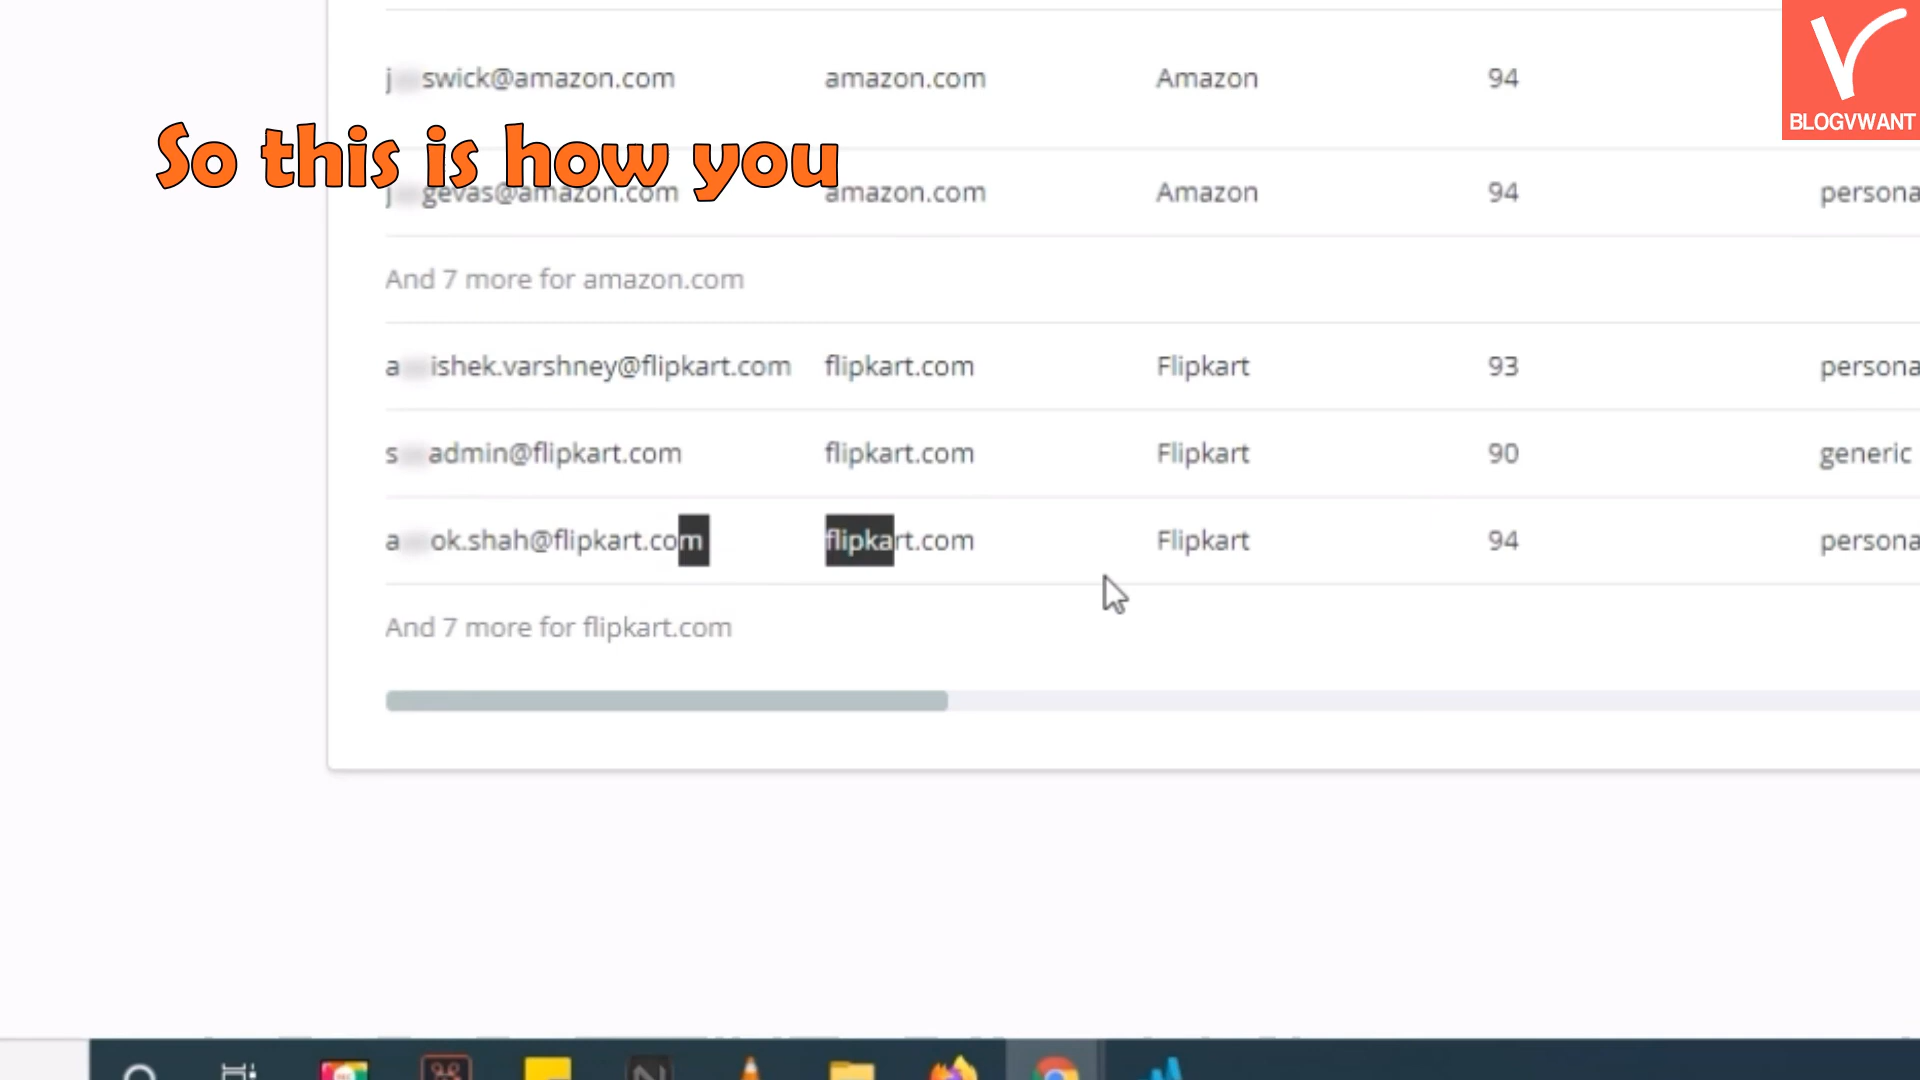 j swick@amazon.com amazon.com Amazon 94
BLOGVWANT
So this is how you
j gevas@amazon.com amazon.com Amazon 94 persona
And 7 more for amazon.com
a ishek.varshney@flipkart.com flipkart.com Flipkart 93 persona
s admin@flipkart.com flipkart.com Flipkart 90 generic
a ok.shah@flipkart.com flipkart.com Flipkart 94 persona
And 7 more for flipkart.com